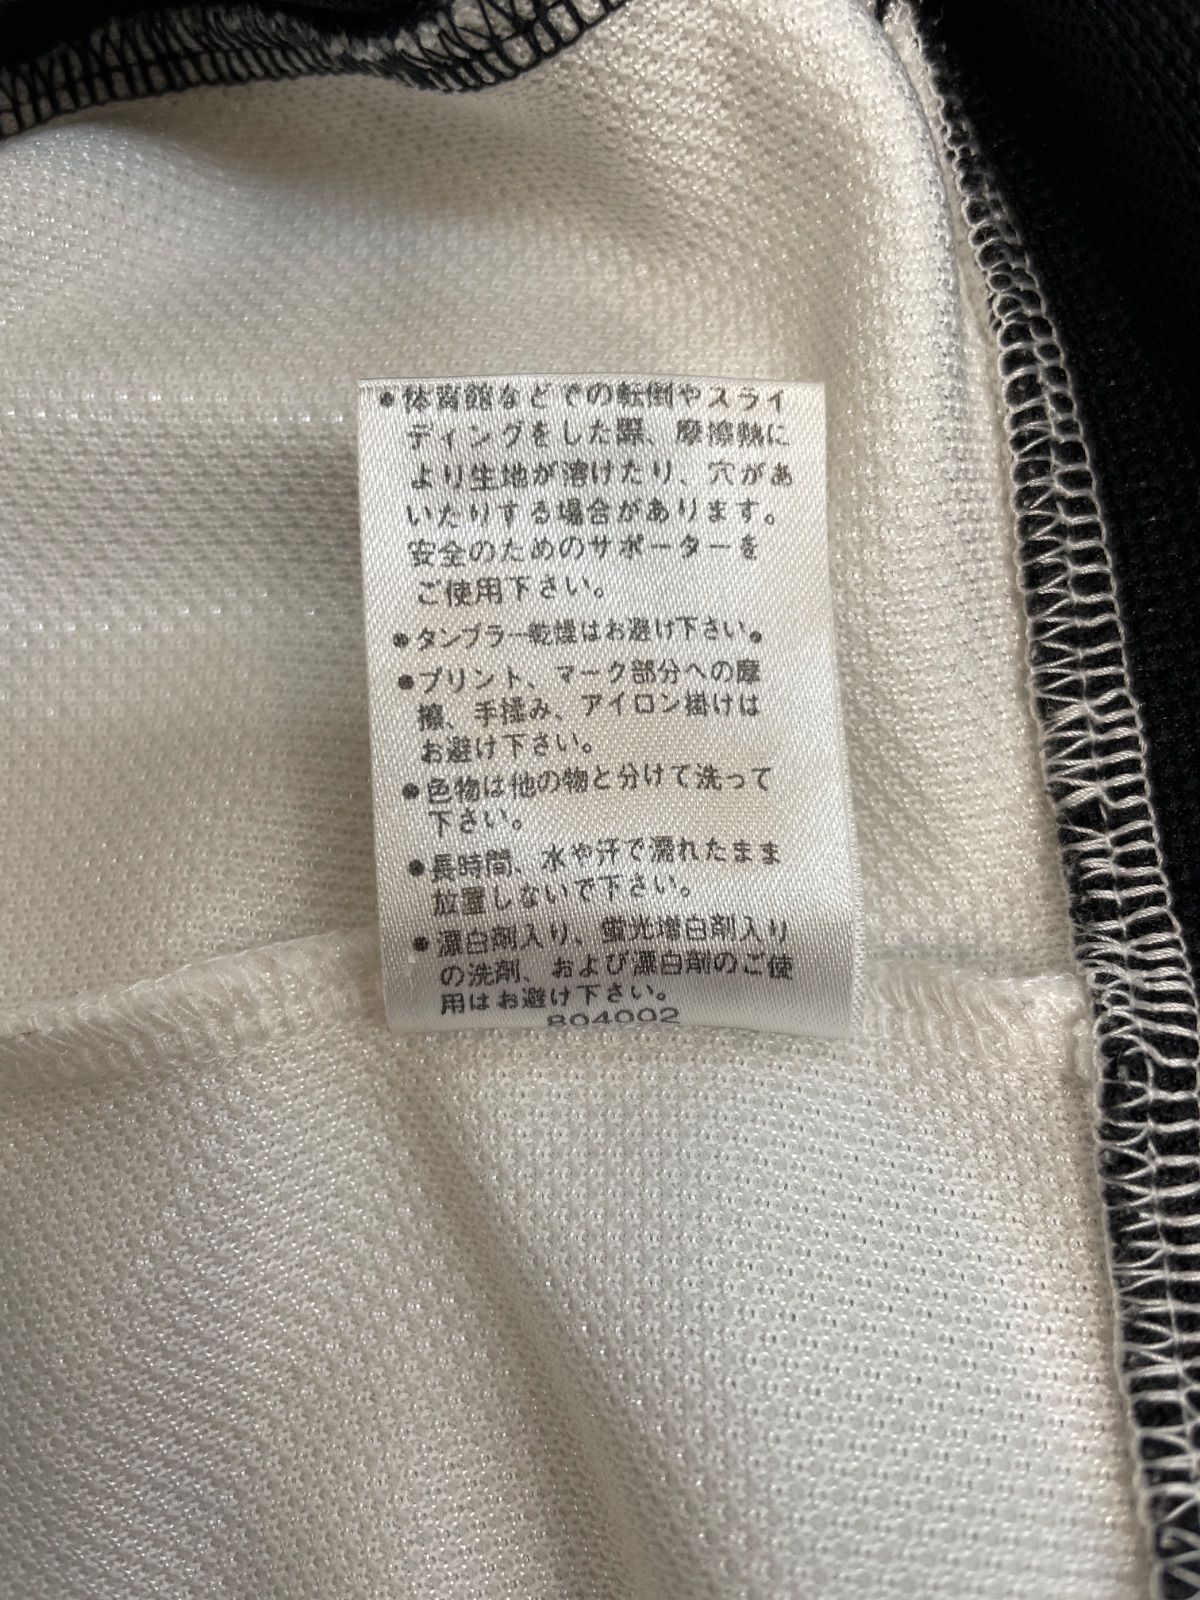 ●体育館などでの転倒やスライ
ディングをした際、摩擦熱に
より生地が溶けたり、穴があ
いたりする場合があります。
安全のためのサポーターを
ご使用下さい。
●タンブラー乾燥はお避け下さい。
●プリント、マーク部分への摩
擦、手揉み、アイロン掛けは
お避け下さい。
●色物は他の物と分けて洗って
下さい。
●長時間、水や汗で濡れたまま
放置しないで下さい。
●漂白剤入り、蛍光増白剤入り
の洗剤、および漂白剤のご使
用はお避け下さい。
804002